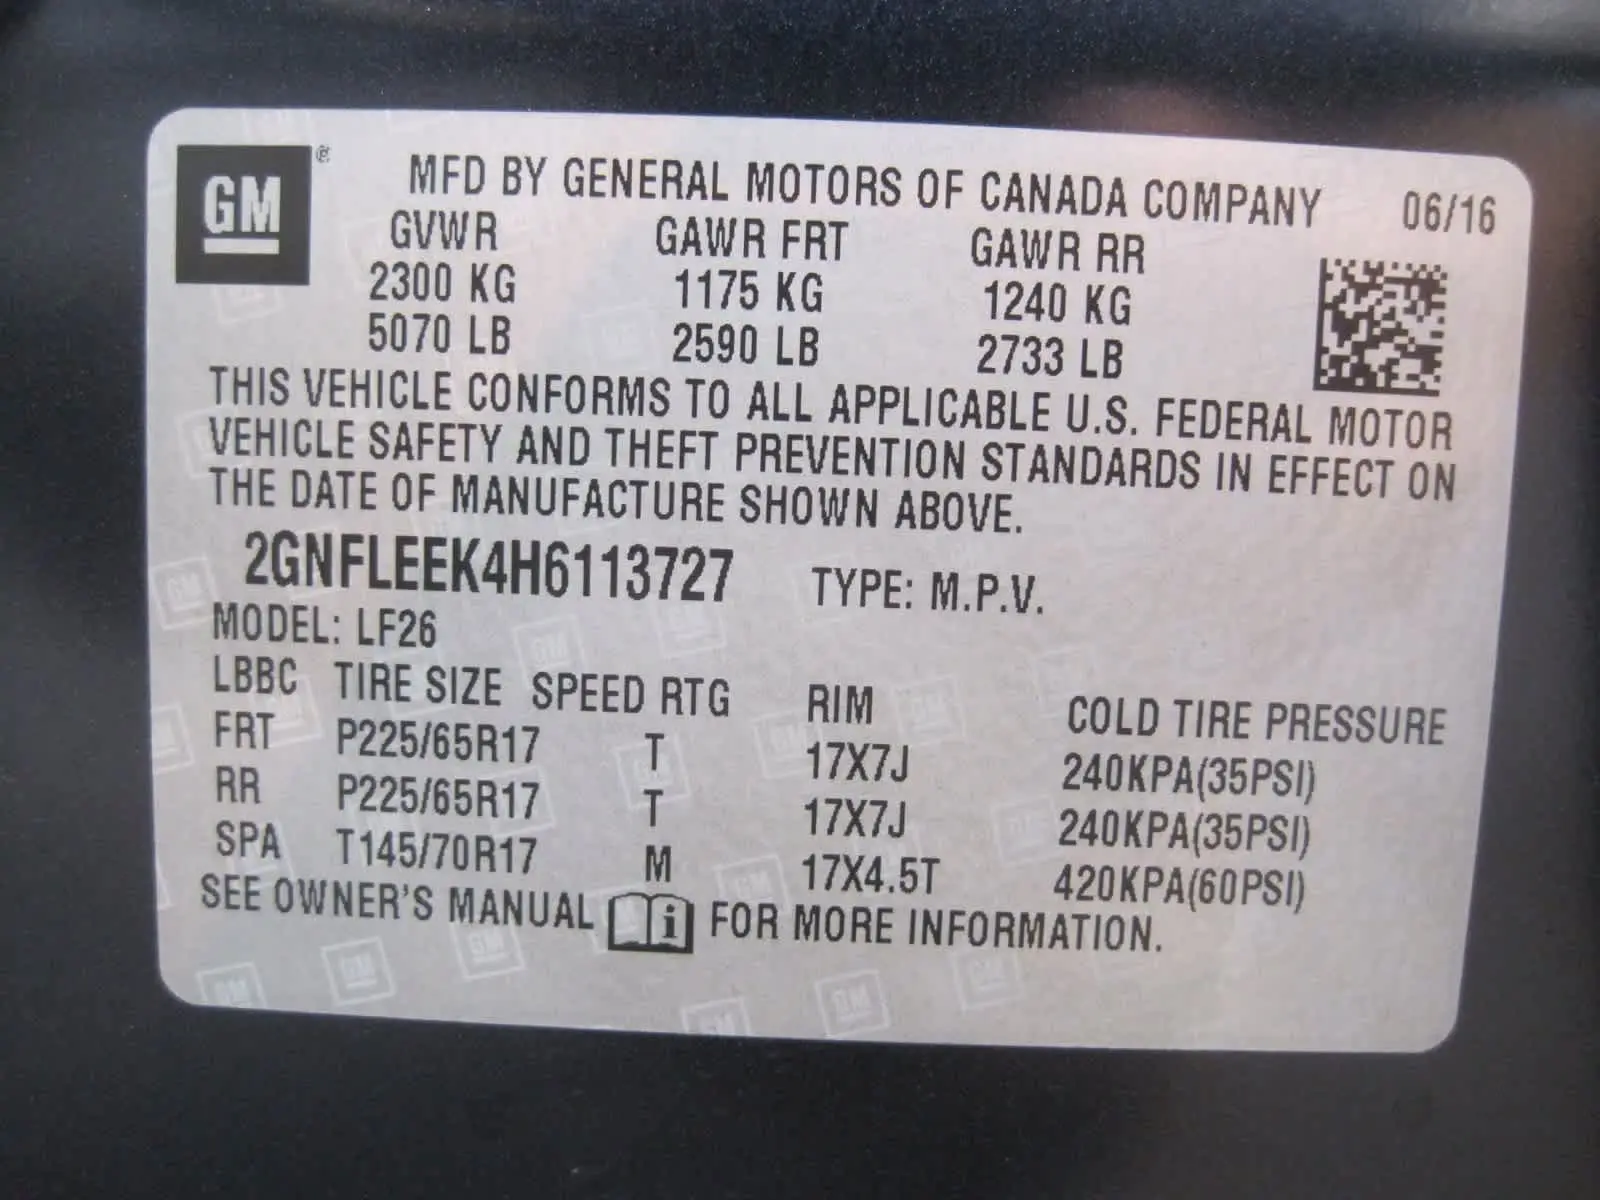 GM ®
MFD BY GENERAL MOTORS OF CANADA COMPANY 06/16
GVWR GAWR FRT GAWR RR
2300 KG 1175 KG 1240 KG
5070 LB 2590 LB 2733 LB
THIS VEHICLE CONFORMS TO ALL APPLICABLE U.S. FEDERAL MOTOR
VEHICLE SAFETY AND THEFT PREVENTION STANDARDS IN EFFECT ON
THE DATE OF MANUFACTURE SHOWN ABOVE.
2GNFLEEK4H6113727 TYPE: M.P.V.
MODEL: LF26
LBBC TIRE SIZE SPEED RTG RIM COLD TIRE PRESSURE
FRT P225/65R17 T 17X7J 240KPA(35PSI)
RR P225/65R17 T 17X7J 240KPA(35PSI)
SPA T145/70R17 M 17X4.5T 420KPA(60PSI)
SEE OWNER'S MANUAL i FOR MORE INFORMATION.